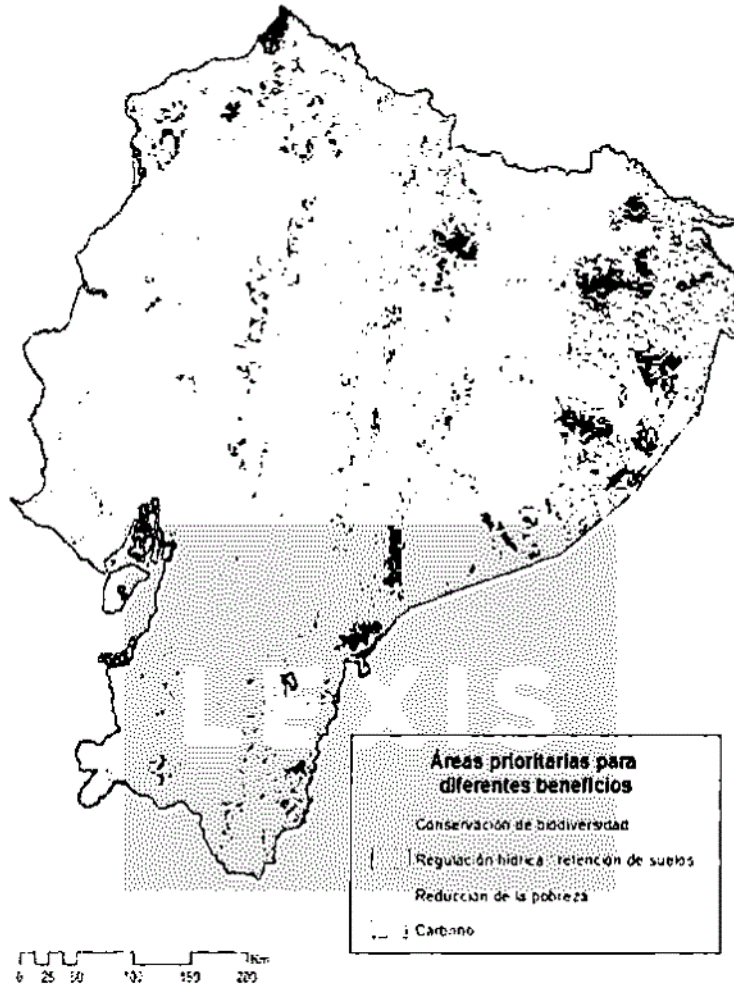 LEXIS
Áreas prioritarias para
diferentes beneficios
Conservación de biodiversidad
Regulación hídrica retención de suelos
Reducción de la pobreza
Carbono
Km
0 25 50 100 150 200